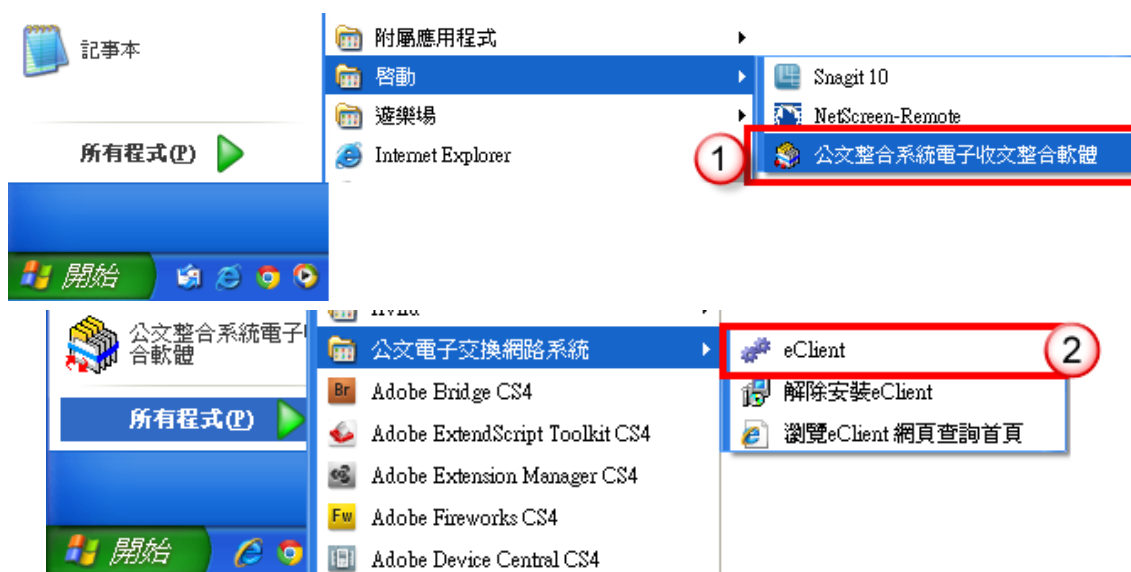 記事本
所有程式(P)
開始
附屬應用程式
啓動
遊樂場
Internet Explorer
Snagit 10
NetScreen-Remote
1
公文整合系統電子收文整合軟體
公文整合系統電子
合軟體
所有程式(P)
開始
公文電子交換網路系統
Br
Adobe Bridge CS4
Adobe ExtendScript Toolkit CS4
Adobe Extension Manager CS4
Fw
Adobe Fireworks CS4
Adobe Device Central CS4
eClient
2
解除安裝eClient
瀏覽eClient 網頁查詢首頁